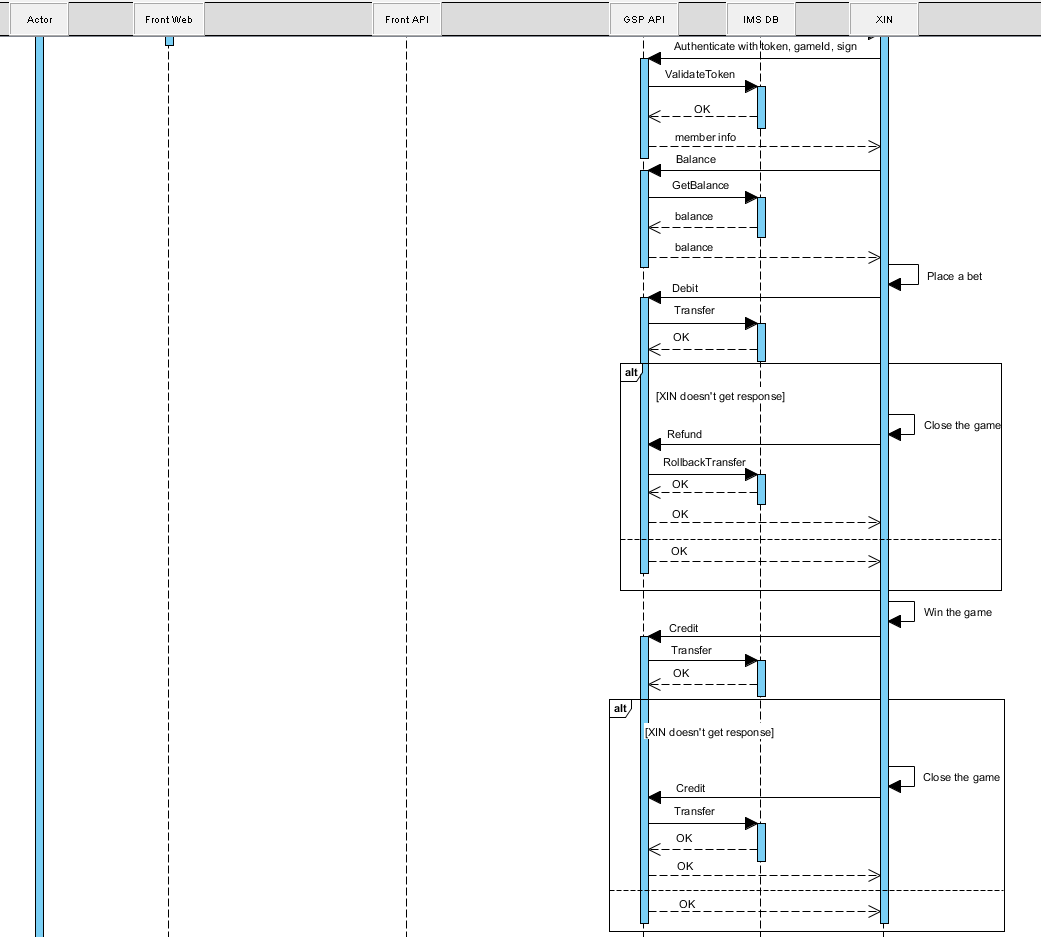 Actor Front Web Front API GSP API IMS DB XIN
Authenticate with token, gameId, sign
ValidateToken
OK
member info
Balance
GetBalance
balance
balance
Place a bet
Debit
Transfer
OK
alt
[XIN doesn't get response]
Close the game
Refund
RollbackTransfer
OK
OK
OK
Win the game
Credit
Transfer
OK
alt
[XIN doesn't get response]
Close the game
Credit
Transfer
OK
OK
OK